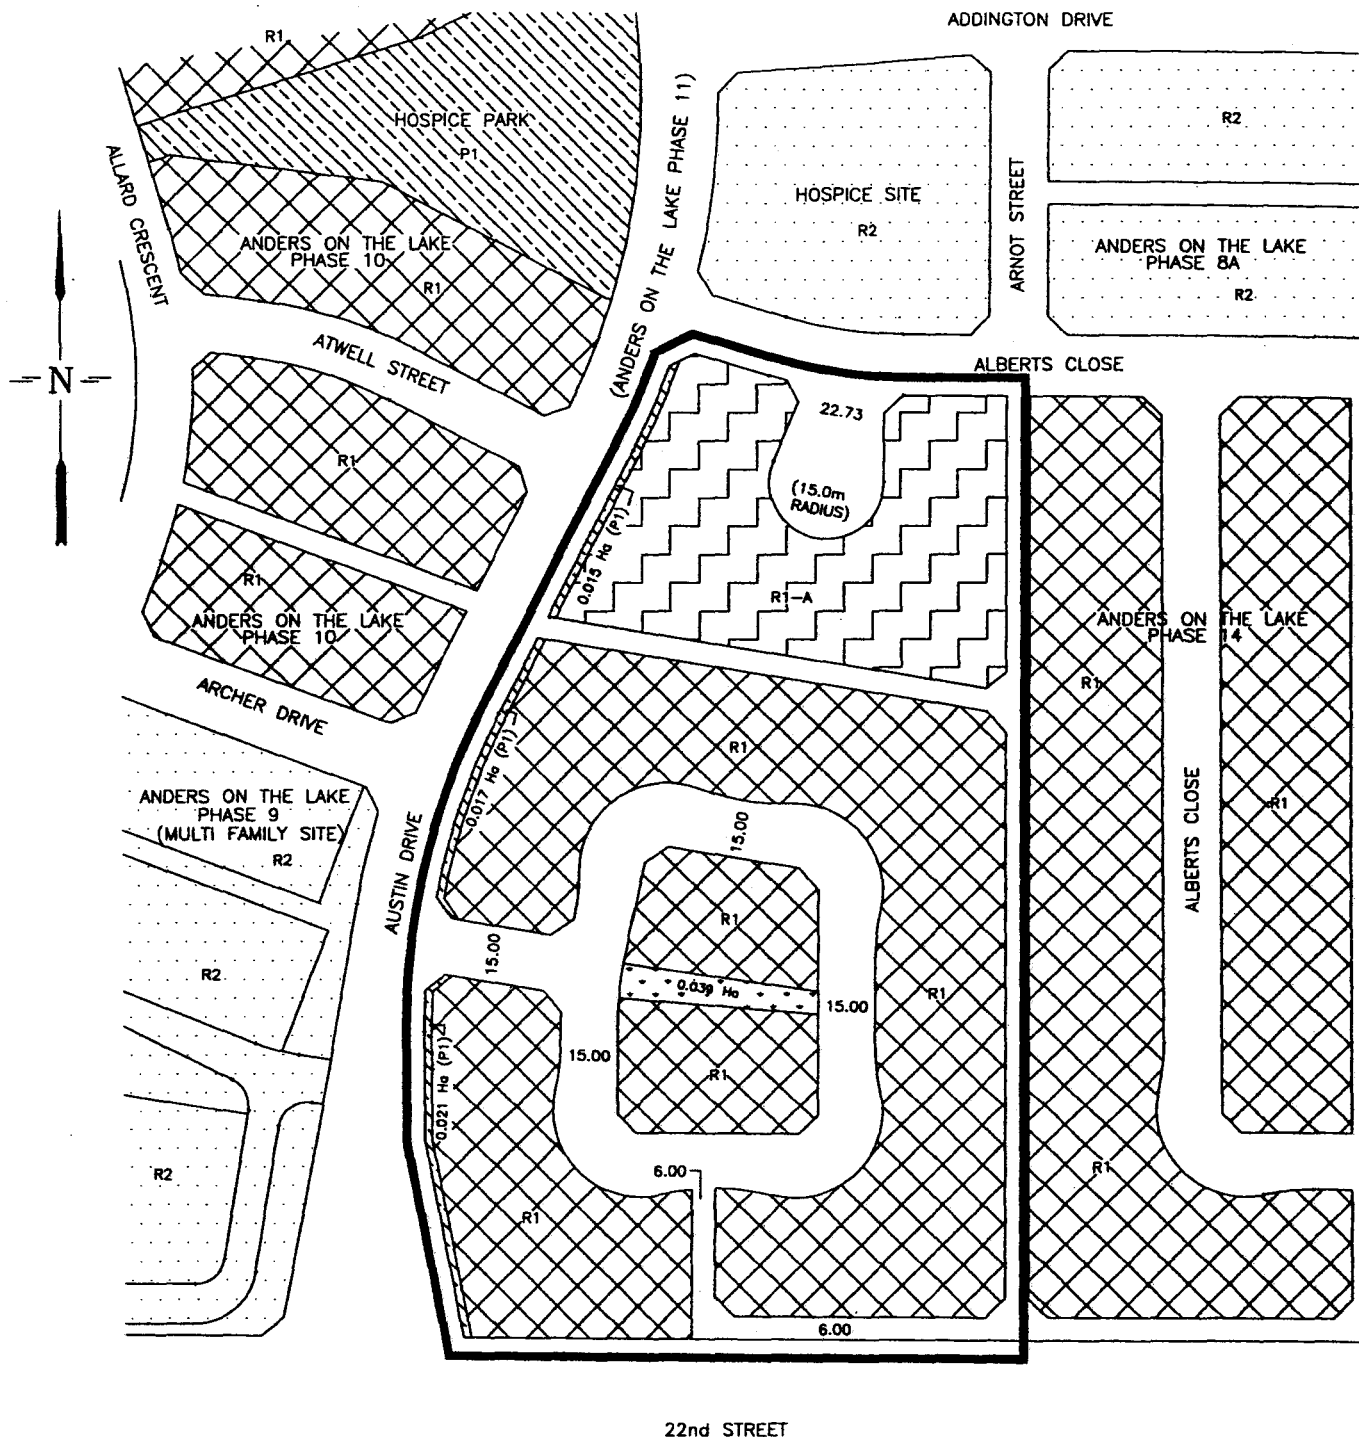 ADDINGTON DRIVE
R1
HOSPICE PARK
P1
R2
ALLARD CRESCENT
(ANDERS ON THE LAKE PHASE 11)
HOSPICE SITE
R2
ARNOT STREET
ANDERS ON THE LAKE
PHASE 8A
R2
ANDERS ON THE LAKE
PHASE 10
R1
ATWELL STREET
ALBERTS CLOSE
N
22.73
(15.0m
RADIUS)
R1
0.015 Ha (P1)
R1-A
R1
ANDERS ON THE LAKE
PHASE 10
ANDERS ON THE LAKE
PHASE 14
R1
ARCHER DRIVE
R1
0.017 Ha (P1)
ANDERS ON THE LAKE
PHASE 9
(MULTI FAMILY SITE)
R2
AUSTIN DRIVE
15.00
R1
ALBERTS CLOSE
R1
R2
15.00
0.039 Ha
15.00
R1
15.00
R1
0.021 Ha (P1)
R2
6.00
R1
R1
6.00
22nd STREET